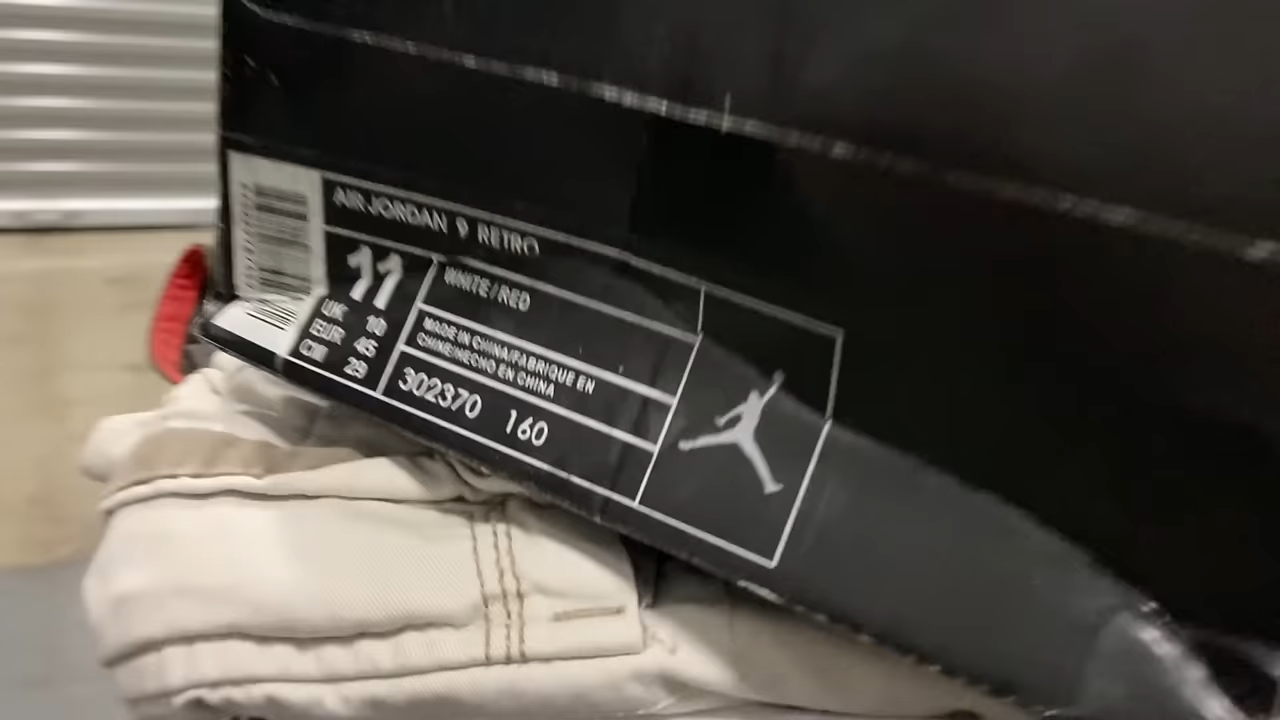 AIR JORDAN 9 RETRO
11
UK 10
EUR 45
CM 29
WHITE/RED
MADE IN CHINA/FABRIQUE EN
CHINE/HECHO EN CHINA
302370 160